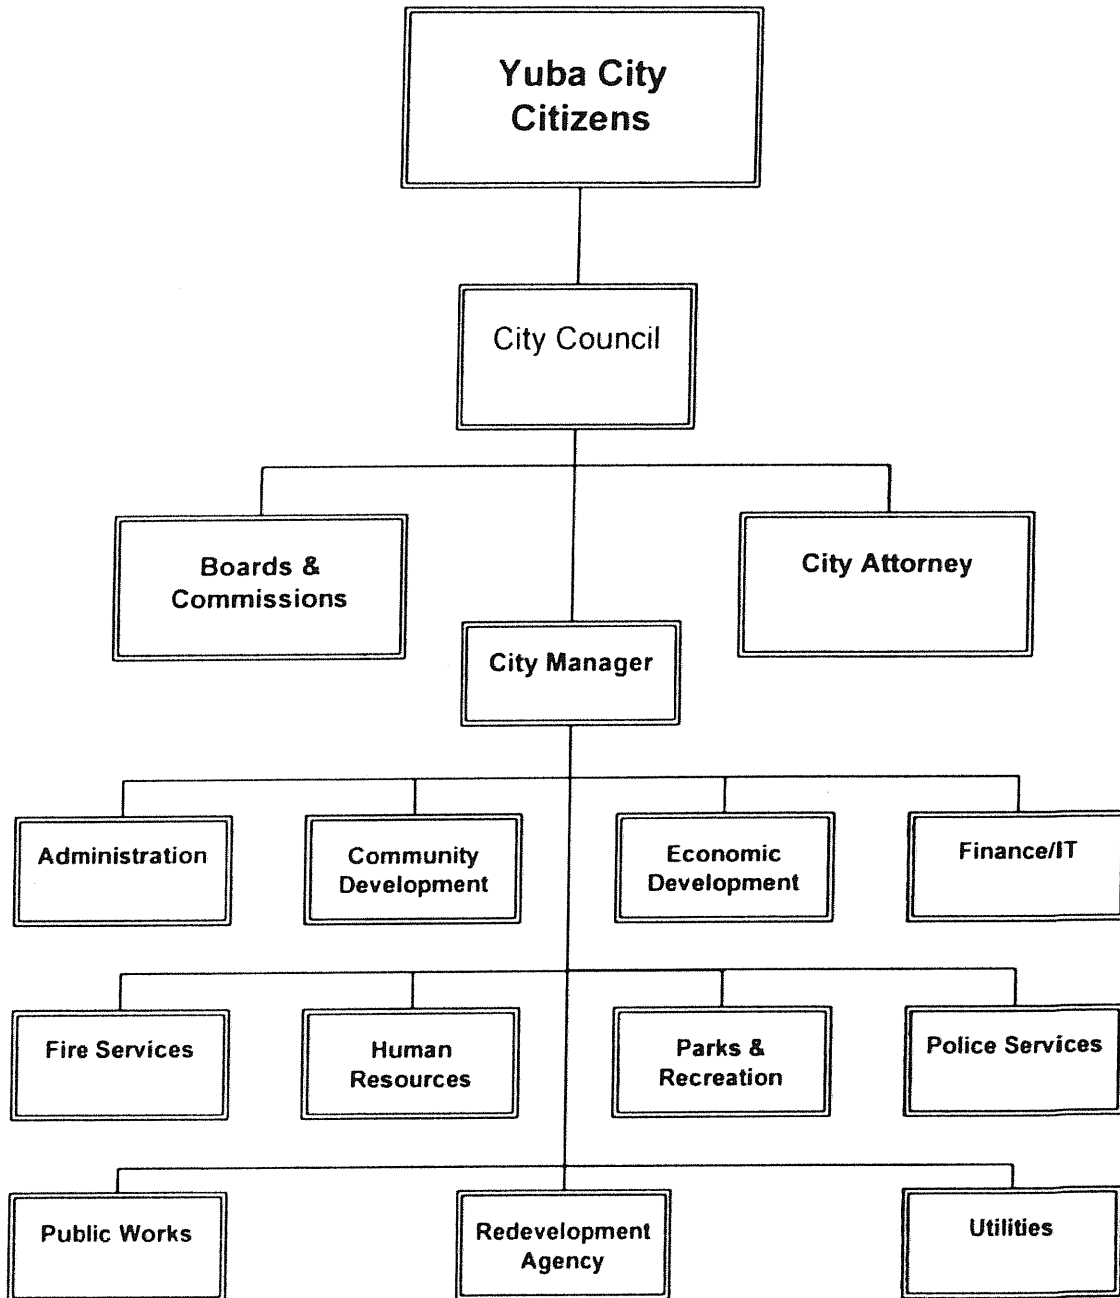 Yuba City
Citizens
City Council
Boards &
Commissions
City Attorney
City Manager
Administration
Community
Development
Economic
Development
Finance/IT
Fire Services
Human
Resources
Parks &
Recreation
Police Services
Public Works
Redevelopment
Agency
Utilities